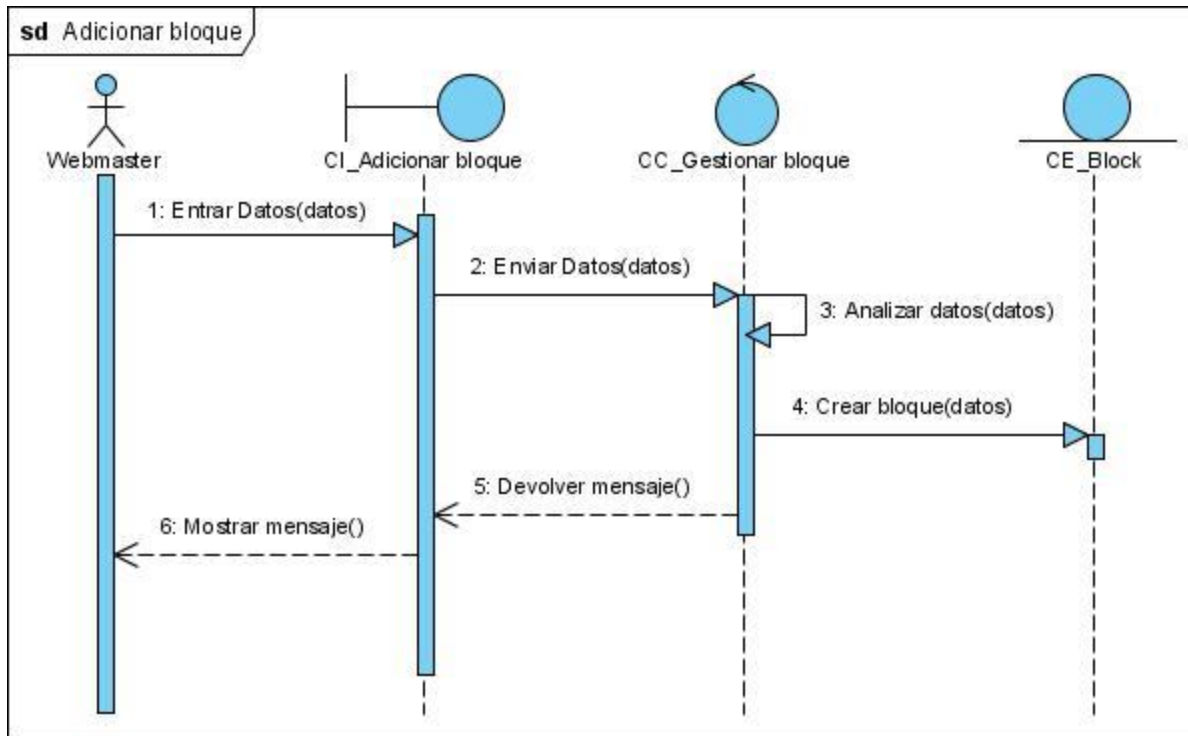 sd Adicionar bloque
Webmaster
CI_Adicionar bloque
CC_Gestionar bloque
CE_Block
1: Entrar Datos(datos)
2: Enviar Datos(datos)
3: Analizar datos(datos)
4: Crear bloque(datos)
5: Devolver mensaje()
6: Mostrar mensaje()